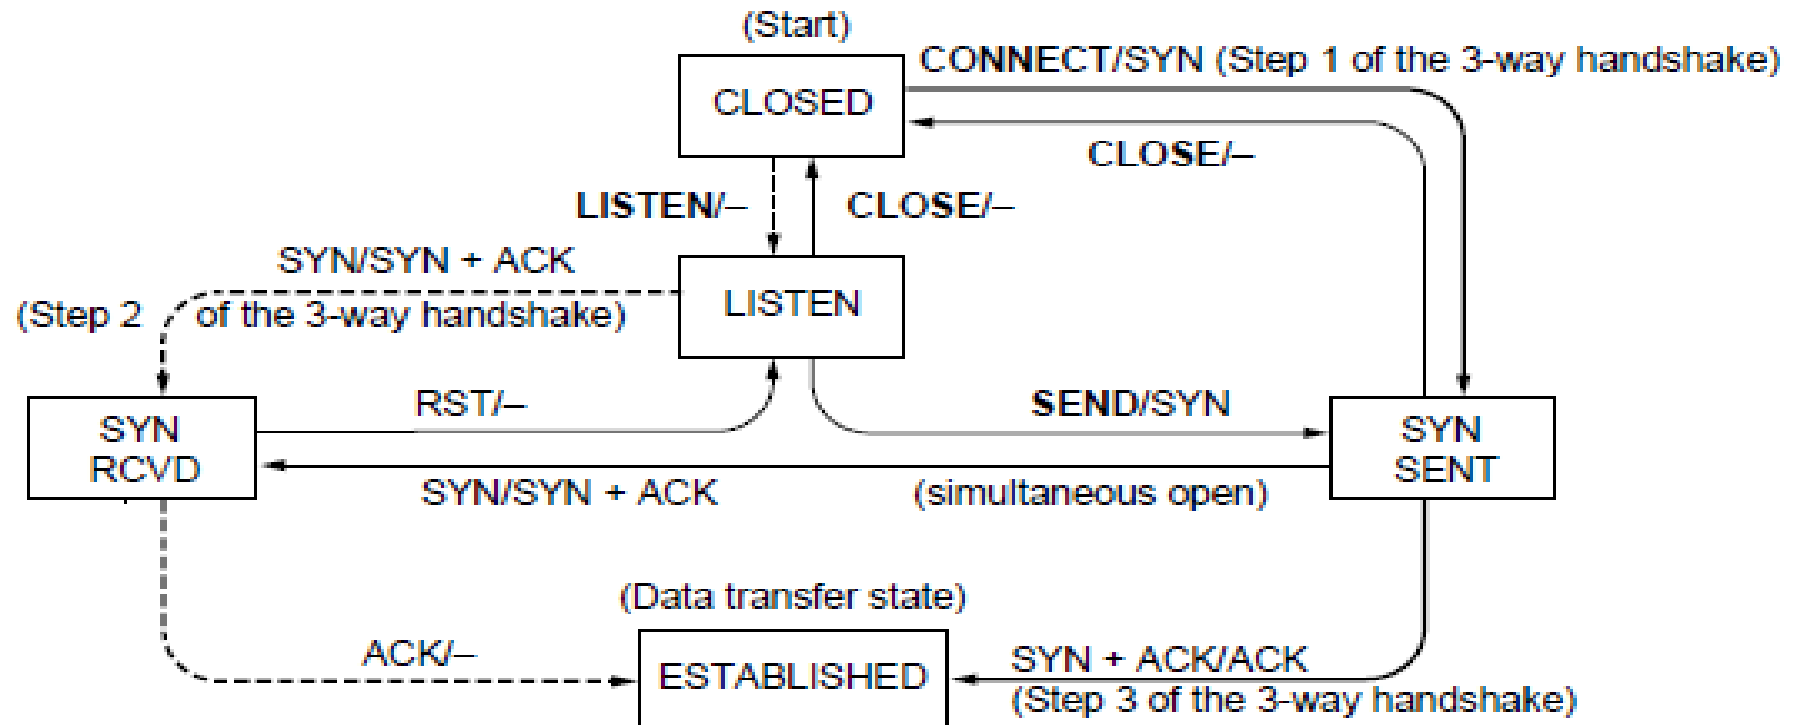 (Start)
CONNECT/SYN (Step 1 of the 3-way handshake)
CLOSED
CLOSE/–
LISTEN/–
CLOSE/–
SYN/SYN + ACK
(Step 2 of the 3-way handshake)
LISTEN
RST/–
SEND/SYN
SYN
RCVD
SYN
SENT
SYN/SYN + ACK
(simultaneous open)
(Data transfer state)
ACK/–
ESTABLISHED
SYN + ACK/ACK
(Step 3 of the 3-way handshake)